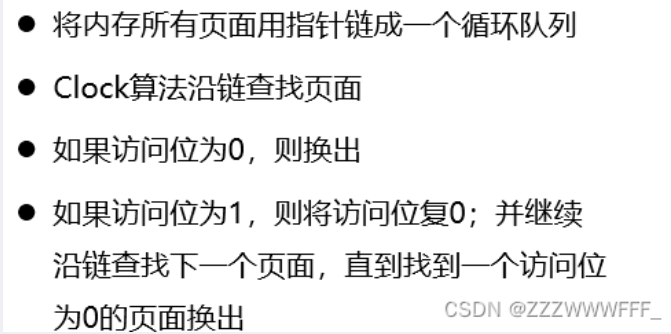 ● 将内存所有页面用指针链成一个循环队列
● Clock算法沿链查找页面
● 如果访问位为0，则换出
● 如果访问位为1，则将访问位复0；并继续
沿链查找下一个页面，直到找到一个访问位
为0的页面换出
CSDN @ZZZWWWFFF_